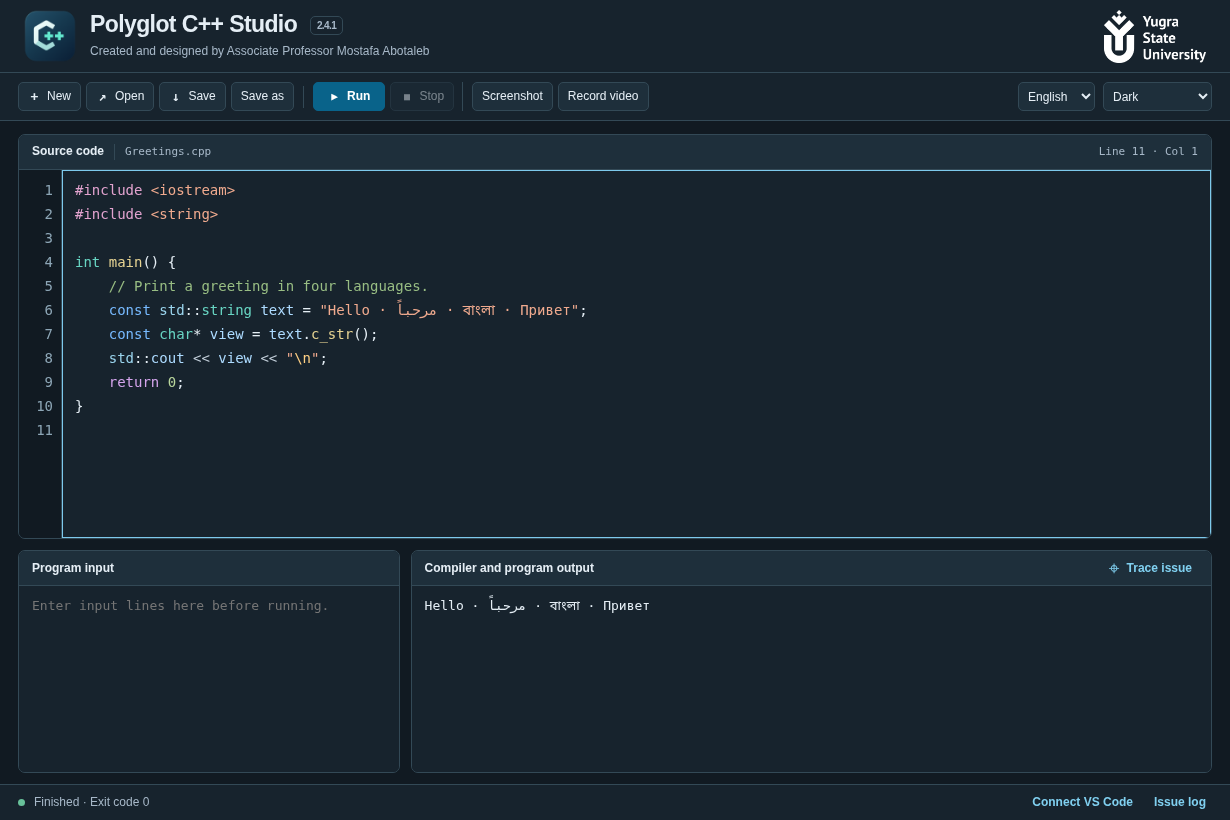 Polyglot C++ Studio 2.4.1
Created and designed by Associate Professor Mostafa Abotaleb
Yugra
State
University
+ New ↗ Open ↓ Save Save as ▶ Run ■ Stop Screenshot Record video English Dark
Source code Greetings.cpp Line 11 · Col 1
1 #include <iostream>
2 #include <string>
3
4 int main() {
5     // Print a greeting in four languages.
6     const std::string text = "Hello · مرحباً · বাংলা · Привет";
7     const char* view = text.c_str();
8     std::cout << view << "\n";
9     return 0;
10 }
11
Program input
Enter input lines here before running.
Compiler and program output Trace issue
Hello · مرحباً · বাংলা · Привет
Finished · Exit code 0 Connect VS Code Issue log